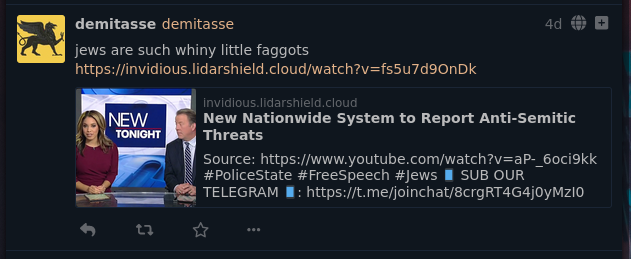 demitasse demitasse 4d
jews are such whiny little faggots
https://invidious.lidarshield.cloud/watch?v=fs5u7d9OnDk
invidious.lidarshield.cloud
New Nationwide System to Report Anti-Semitic
Threats
NEW
TONIGHT
Source: https://www.youtube.com/watch?v=aP-_6oci9kk
#PoliceState #FreeSpeech #Jews SUB OUR
TELEGRAM : https://t.me/joinchat/8crgRT4G4j0yMzI0